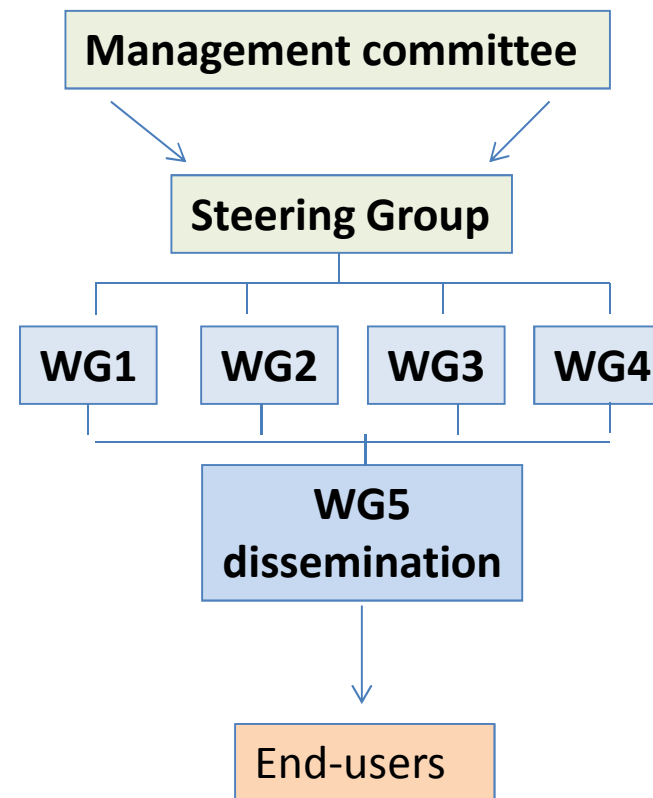 Management committee
Steering Group
WG1 WG2 WG3 WG4
WG5
dissemination
End-users